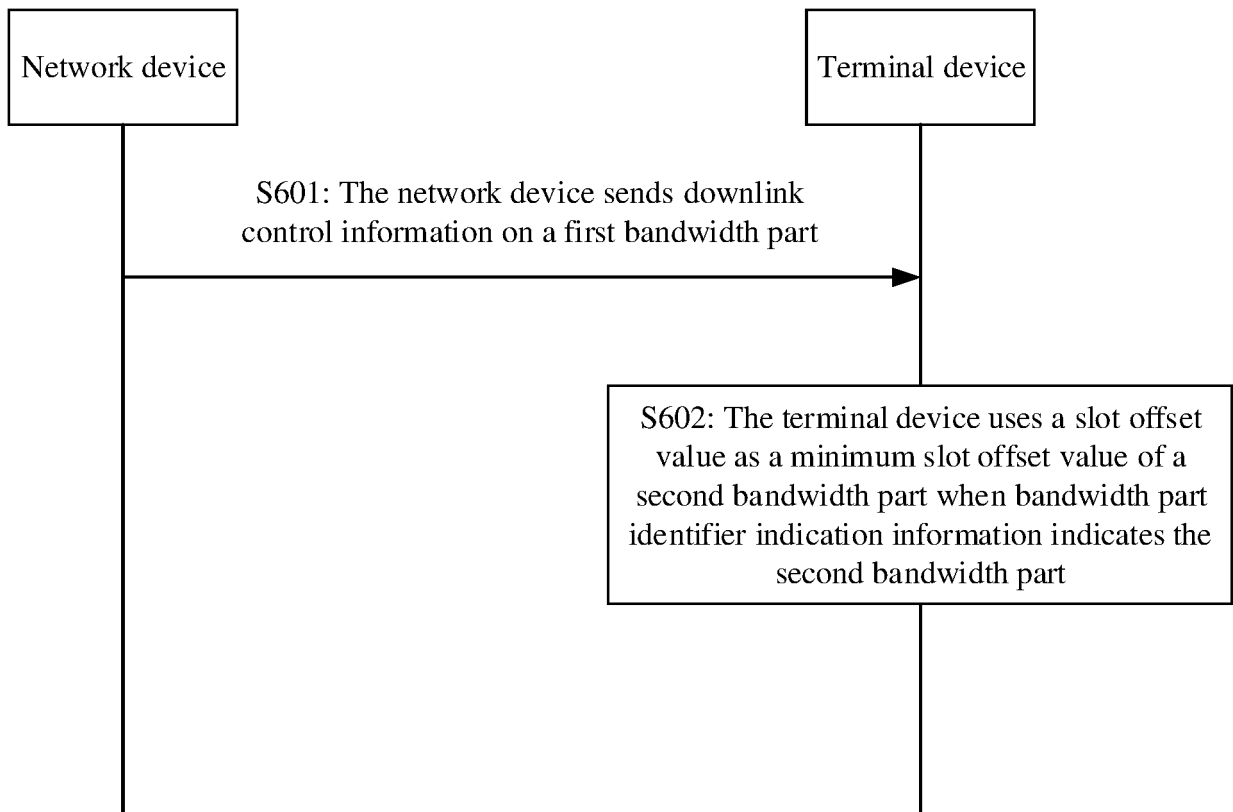 Network device
Terminal device
S601: The network device sends downlink
control information on a first bandwidth part
S602: The terminal device uses a slot offset
value as a minimum slot offset value of a
second bandwidth part when bandwidth part
identifier indication information indicates the
second bandwidth part